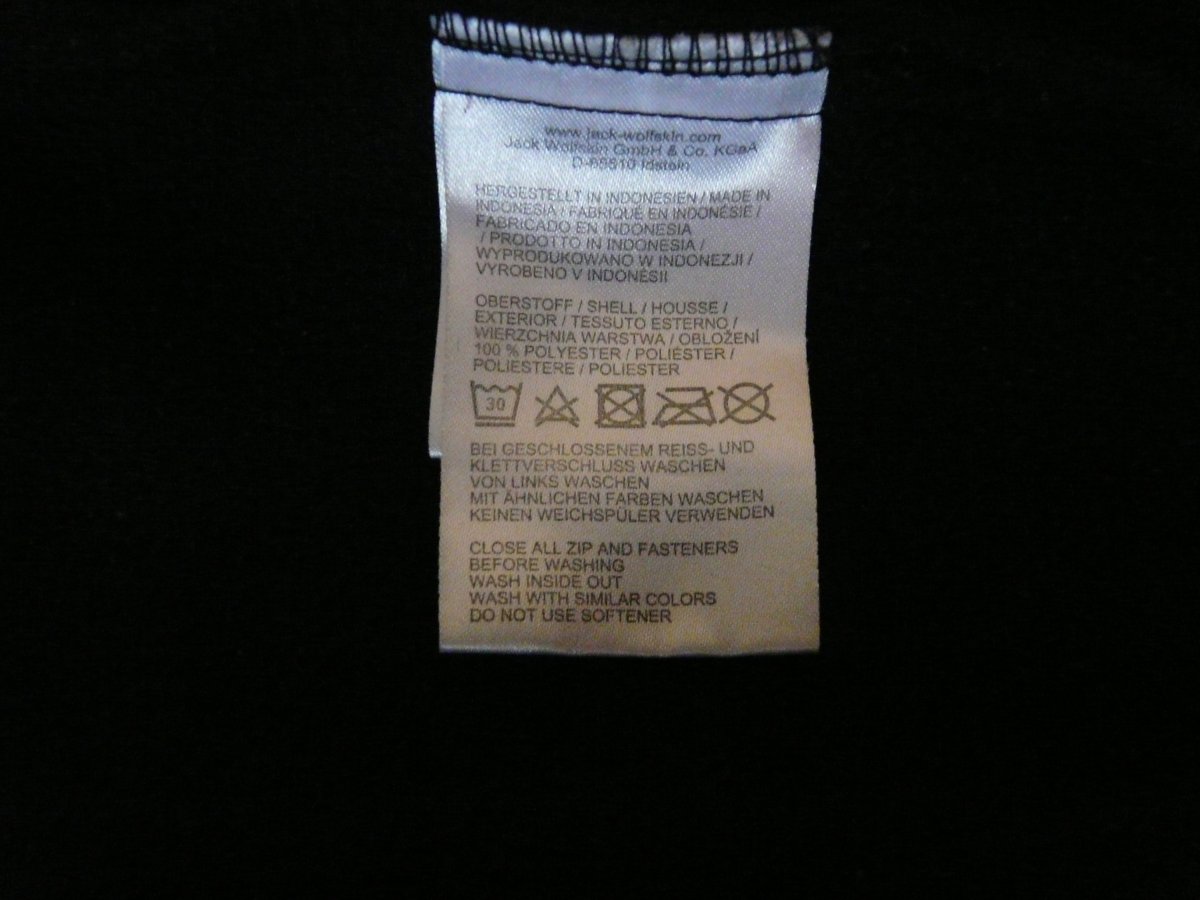 www.jack-wolfskin.com
Jack Wolfskin GmbH & Co. KGaA
D-65510 Idstein
HERGESTELLT IN INDONESIEN / MADE IN
INDONESIA / FABRIQUÉ EN INDONÉSIE /
FABRICADO EN INDONESIA
/ PRODOTTO IN INDONESIA /
WYPRODUKOWANO W INDONEZJI /
VYROBENO V INDONÉSII
OBERSTOFF / SHELL / HOUSSE /
EXTERIOR / TESSUTO ESTERNO /
WIERZCHNIA WARSTWA / OBLOŽENÍ
100 % POLYESTER / POLIÉSTER /
POLIESTERE / POLIESTER
30
BEI GESCHLOSSENEM REISS- UND
KLETTVERSCHLUSS WASCHEN
VON LINKS WASCHEN
MIT ÄHNLICHEN FARBEN WASCHEN
KEINEN WEICHSPÜLER VERWENDEN
CLOSE ALL ZIP AND FASTENERS
BEFORE WASHING
WASH INSIDE OUT
WASH WITH SIMILAR COLORS
DO NOT USE SOFTENER